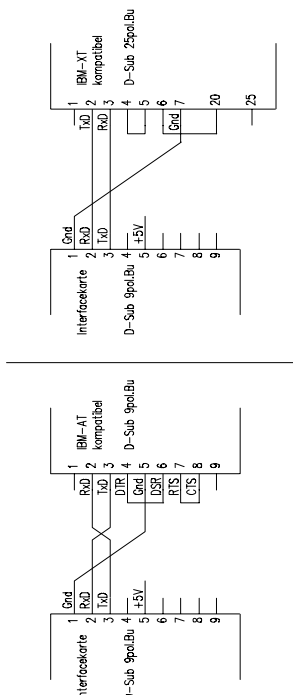 nterfacekarte
D-Sub 9pol.Bu
Gnd
1
RxD
2
TxD
3
4
+5V
5
6
7
8
9
IBM-AT
kompatibel
D-Sub 9pol.Bu
1
RxD 2
TxD 3
DTR 4
Gnd 5
DSR 6
RTS 7
CTS 8
9
Interfacekarte
D-Sub 9pol.Bu
Gnd
1
RxD
2
TxD
3
4
+5V
5
6
7
8
9
IBM-XT
kompatibel
D-Sub 25pol.Bu
1
TxD 2
RxD 3
4
5
6
Gnd 7
20
25